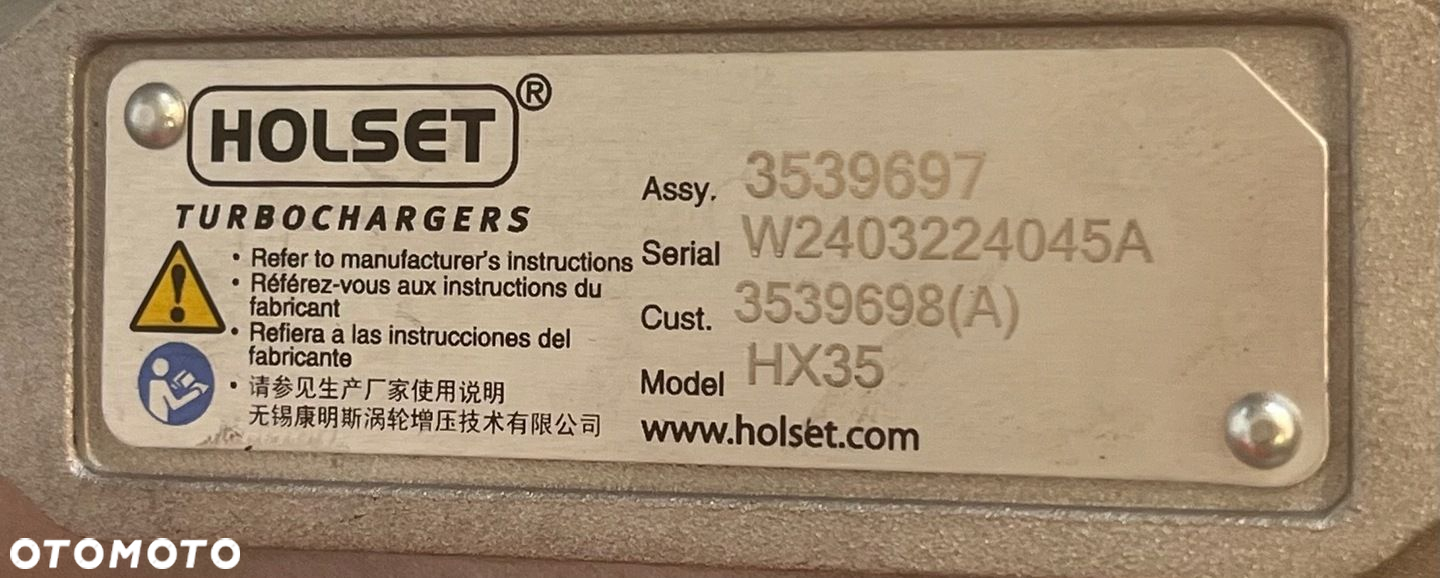 HOLSET®
TURBOCHARGERS
• Refer to manufacturer's instructions
• Référez-vous aux instructions du
fabricant
• Refiera a las instrucciones del
fabricante
• 请参见生产厂家使用说明
无锡康明斯涡轮增压技术有限公司
Assy. 3539697
Serial W2403224045A
Cust. 3539698(A)
Model HX35
www.holset.com
OTOMOTO